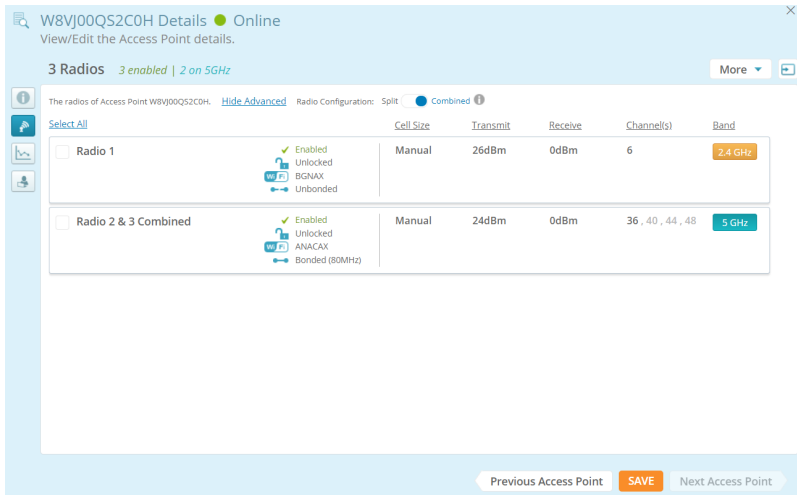 W8VJ00QS2C0H Details Online
View/Edit the Access Point details.
3 Radios 3 enabled | 2 on 5GHz
More
The radios of Access Point W8VJ00QS2C0H. Hide Advanced Radio Configuration: Split Combined
Select All Cell Size Transmit Receive Channel(s) Band
Radio 1 Enabled Manual 26dBm 0dBm 6 2.4 GHz
Unlocked
WiFi BGNAX
Unbonded
Radio 2 & 3 Combined Enabled Manual 24dBm 0dBm 36 , 40 , 44 , 48 5 GHz
Unlocked
WiFi ANACAX
Bonded (80MHz)
Previous Access Point SAVE Next Access Point